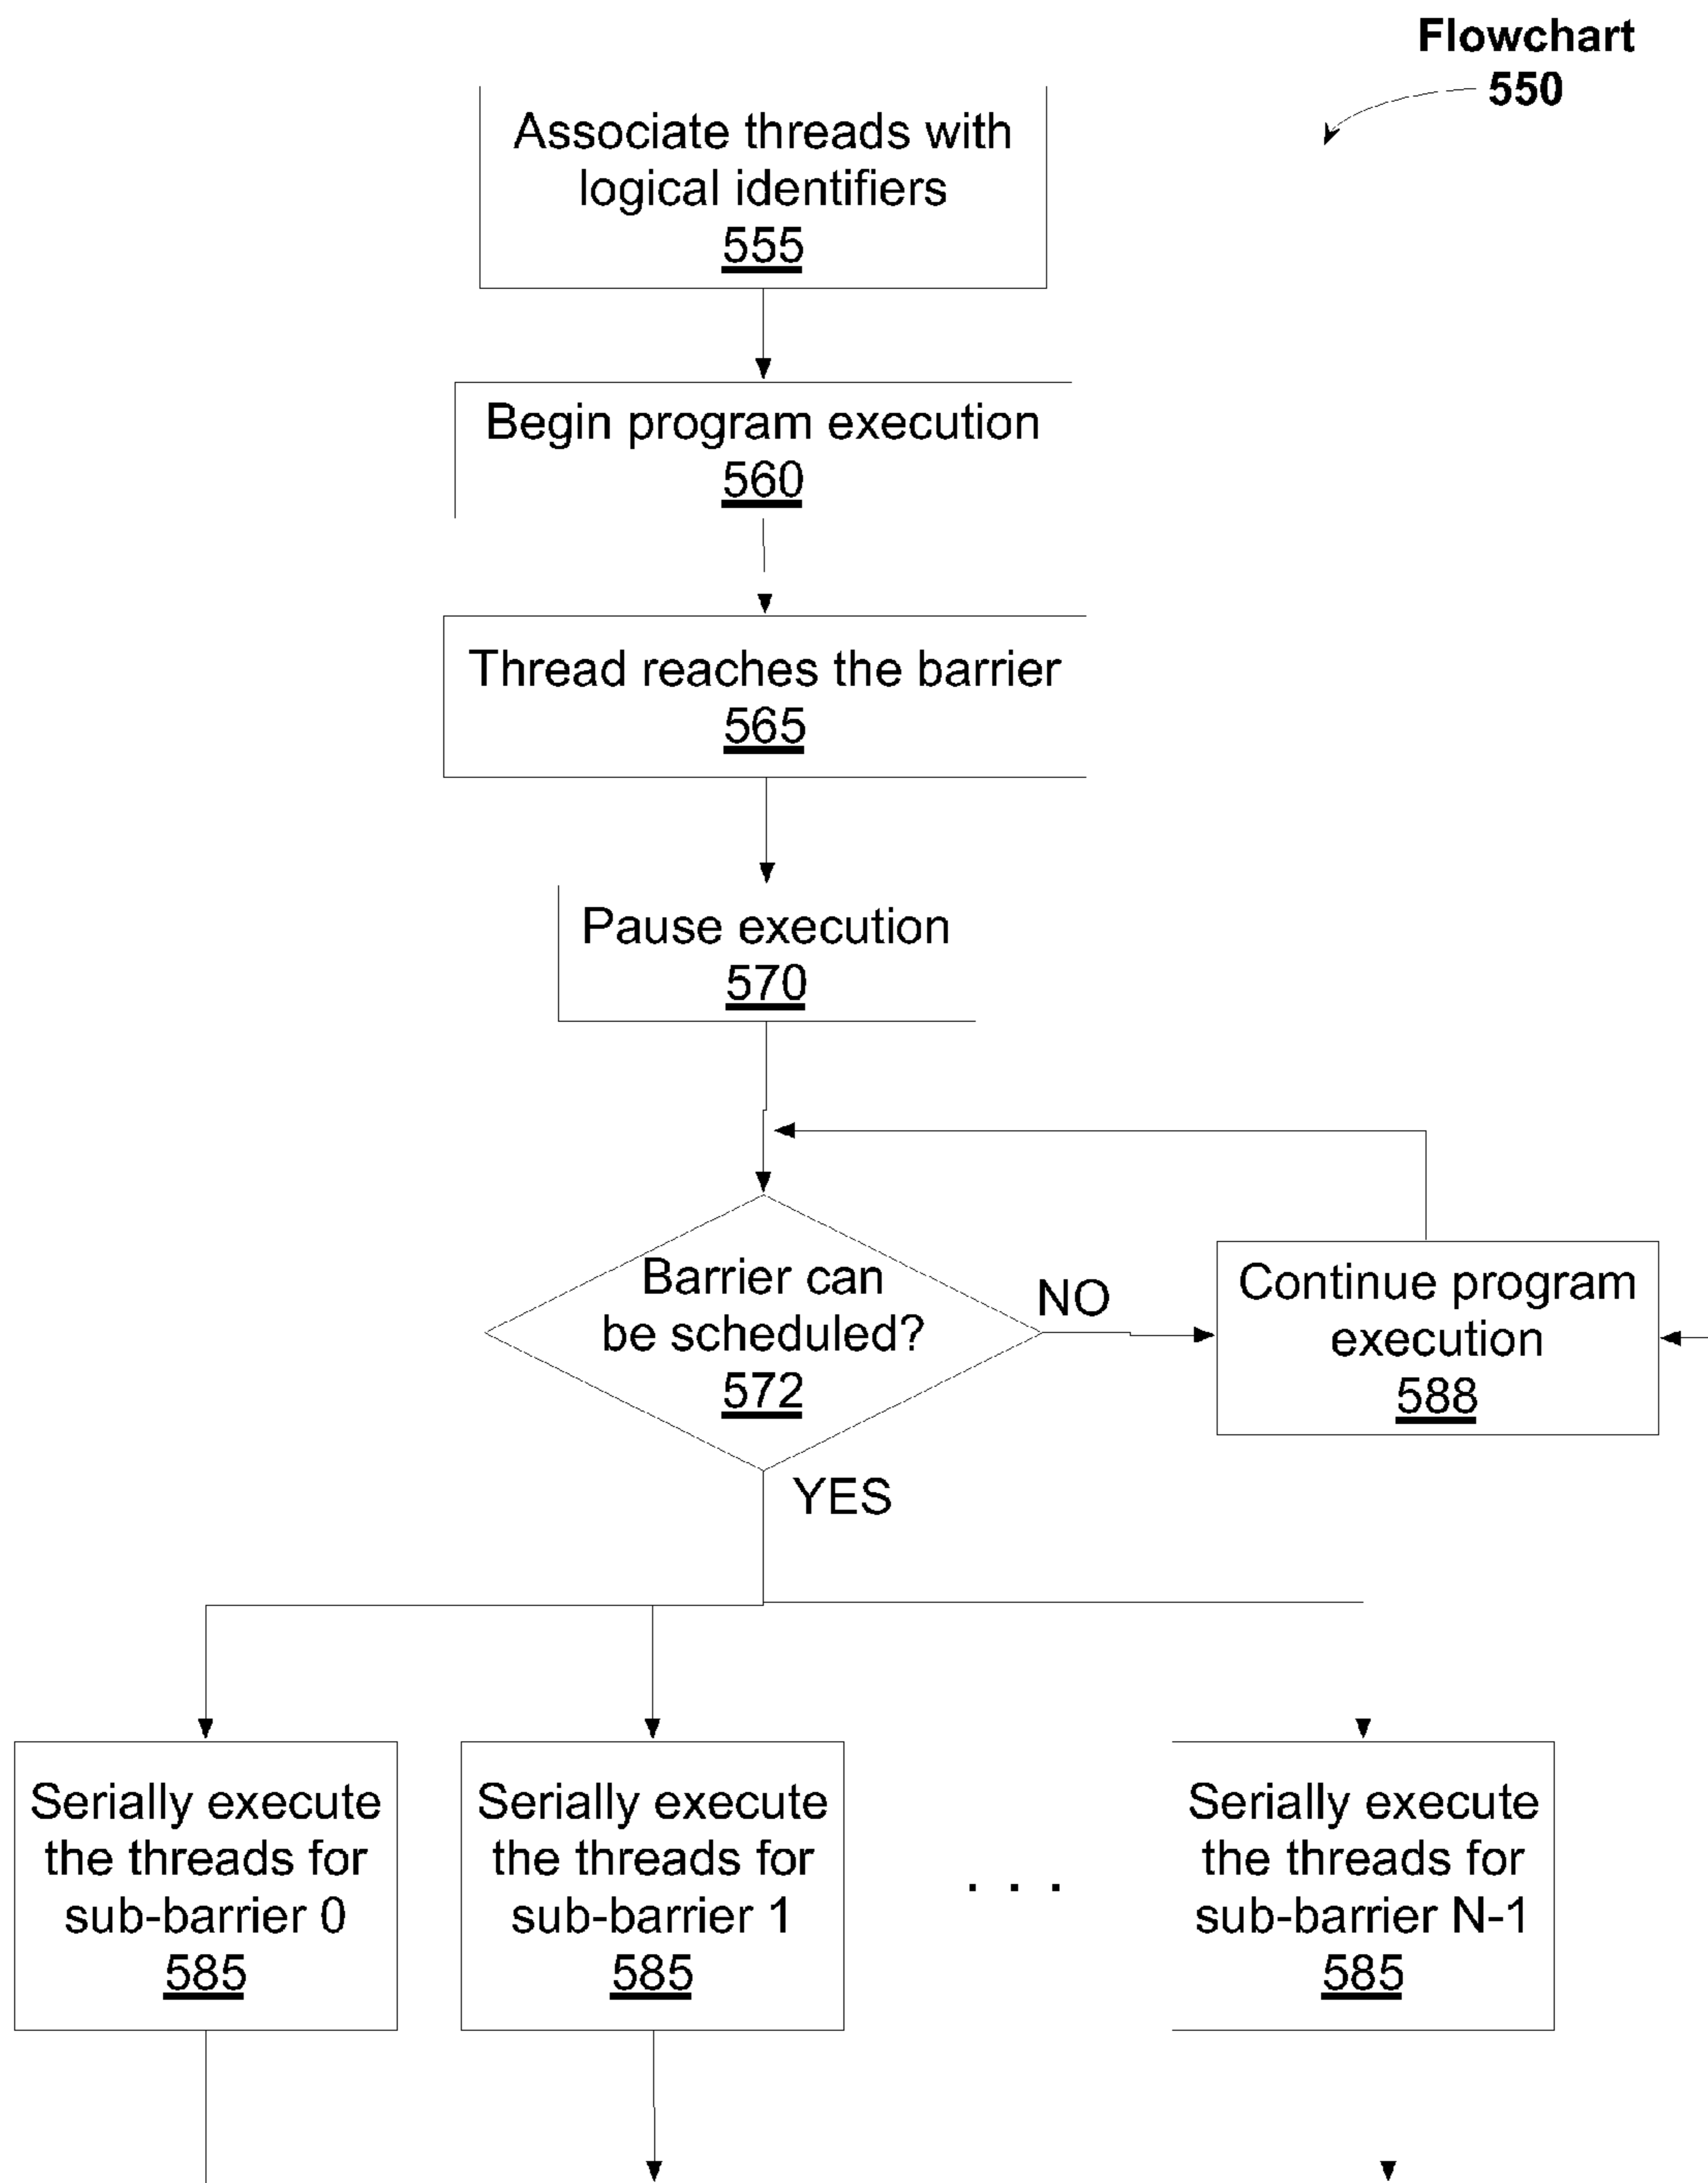 Flowchart
550
Associate threads with
logical identifiers
555
Begin program execution
560
Thread reaches the barrier
565
Pause execution
570
Barrier can
be scheduled?
572
NO
Continue program
execution
588
YES
Serially execute
the threads for
sub-barrier 0
585
Serially execute
the threads for
sub-barrier 1
585
. . .
Serially execute
the threads for
sub-barrier N-1
585